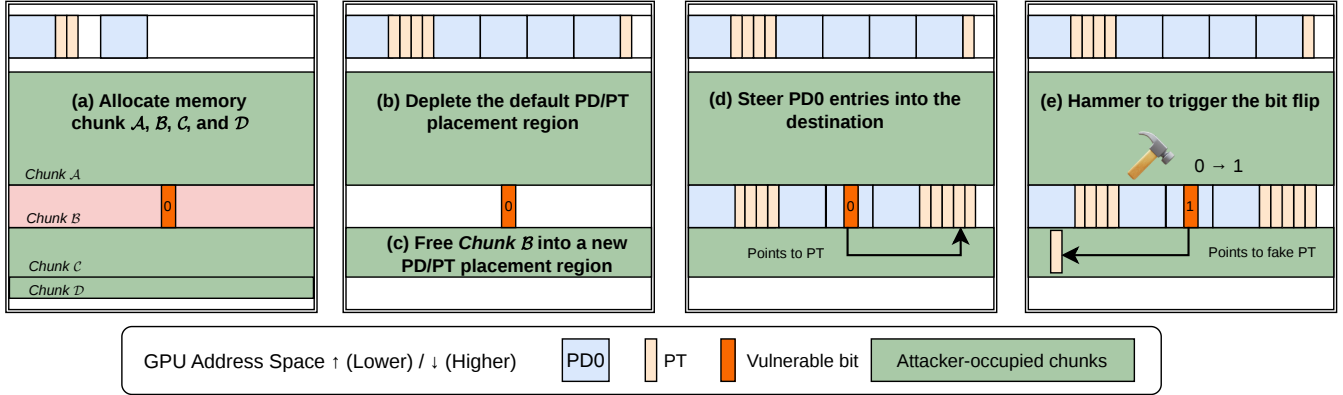 (a) Allocate memory
chunk 𝒜, ℬ, 𝒞, and 𝒟
Chunk 𝒜
0
Chunk ℬ
Chunk 𝒞
Chunk 𝒟
(b) Deplete the default PD/PT
placement region
0
(c) Free Chunk ℬ into a new
PD/PT placement region
(d) Steer PD0 entries into the
destination
0
Points to PT
(e) Hammer to trigger the bit flip
0 → 1
1
Points to fake PT
GPU Address Space ↑ (Lower) / ↓ (Higher)
PD0
PT
Vulnerable bit
Attacker-occupied chunks